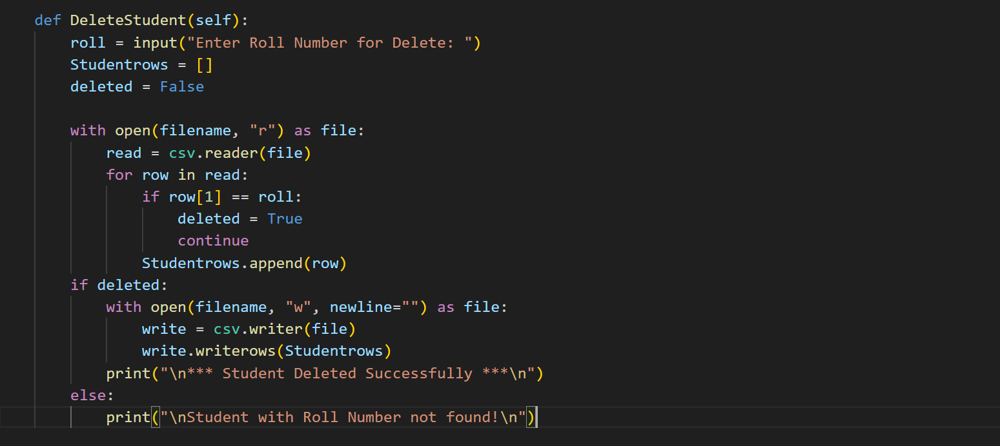 def DeleteStudent(self):
    roll = input("Enter Roll Number for Delete: ")
    Studentrows = []
    deleted = False

    with open(filename, "r") as file:
        read = csv.reader(file)
        for row in read:
            if row[1] == roll:
                deleted = True
                continue
            Studentrows.append(row)
    if deleted:
        with open(filename, "w", newline="") as file:
            write = csv.writer(file)
            write.writerows(Studentrows)
        print("\n*** Student Deleted Successfully ***\n")
    else:
        print("\nStudent with Roll Number not found!\n")